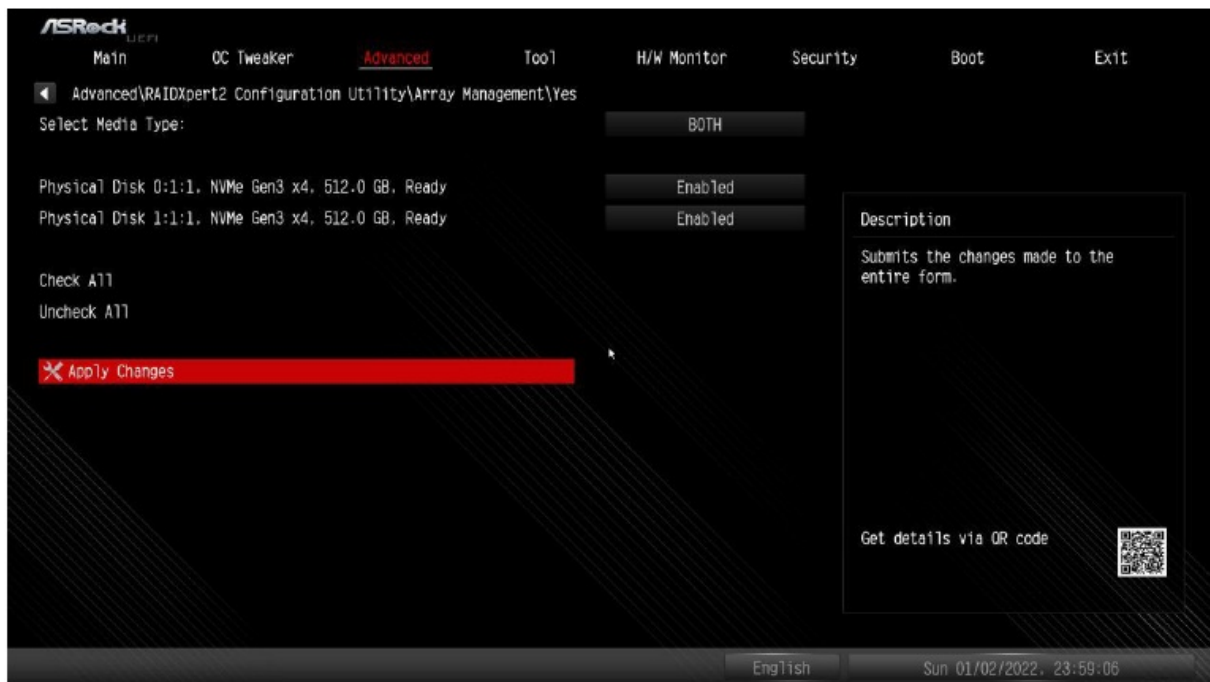 ASRock
UEFI
Main OC Tweaker Advanced Tool H/W Monitor Security Boot Exit
Advanced\RAIDXpert2 Configuration Utility\Array Management\Yes
Select Media Type: BOTH
Physical Disk 0:1:1, NVMe Gen3 x4, 512.0 GB, Ready Enabled
Physical Disk 1:1:1, NVMe Gen3 x4, 512.0 GB, Ready Enabled
Check All
Uncheck All
Apply Changes
Description
Submits the changes made to the
entire form.
Get details via QR code
English Sun 01/02/2022, 23:59:06